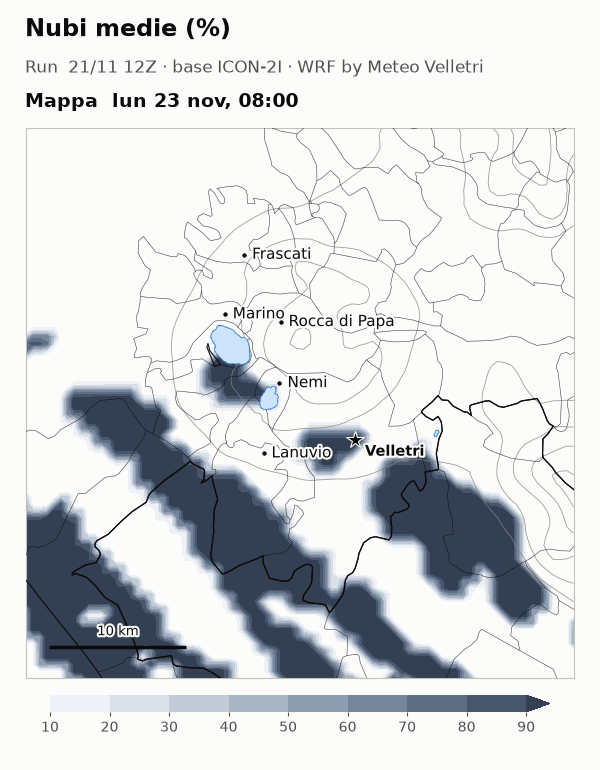 Nubi medie (%)
Run  21/11 12Z · base ICON-2I · WRF by Meteo Velletri
Mappa  lun 23 nov, 08:00
Frascati
Marino
Rocca di Papa
Nemi
Velletri
Lanuvio
10 km
10 20 30 40 50 60 70 80 90